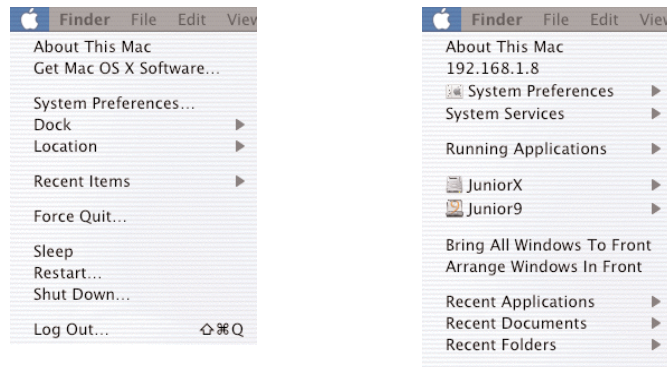 Finder File Edit View
About This Mac
Get Mac OS X Software...
System Preferences...
Dock
Location
Recent Items
Force Quit...
Sleep
Restart...
Shut Down...
Log Out... ⇧⌘Q
Finder File Edit View
About This Mac
192.168.1.8
System Preferences
System Services
Running Applications
JuniorX
Junior9
Bring All Windows To Front
Arrange Windows In Front
Recent Applications
Recent Documents
Recent Folders